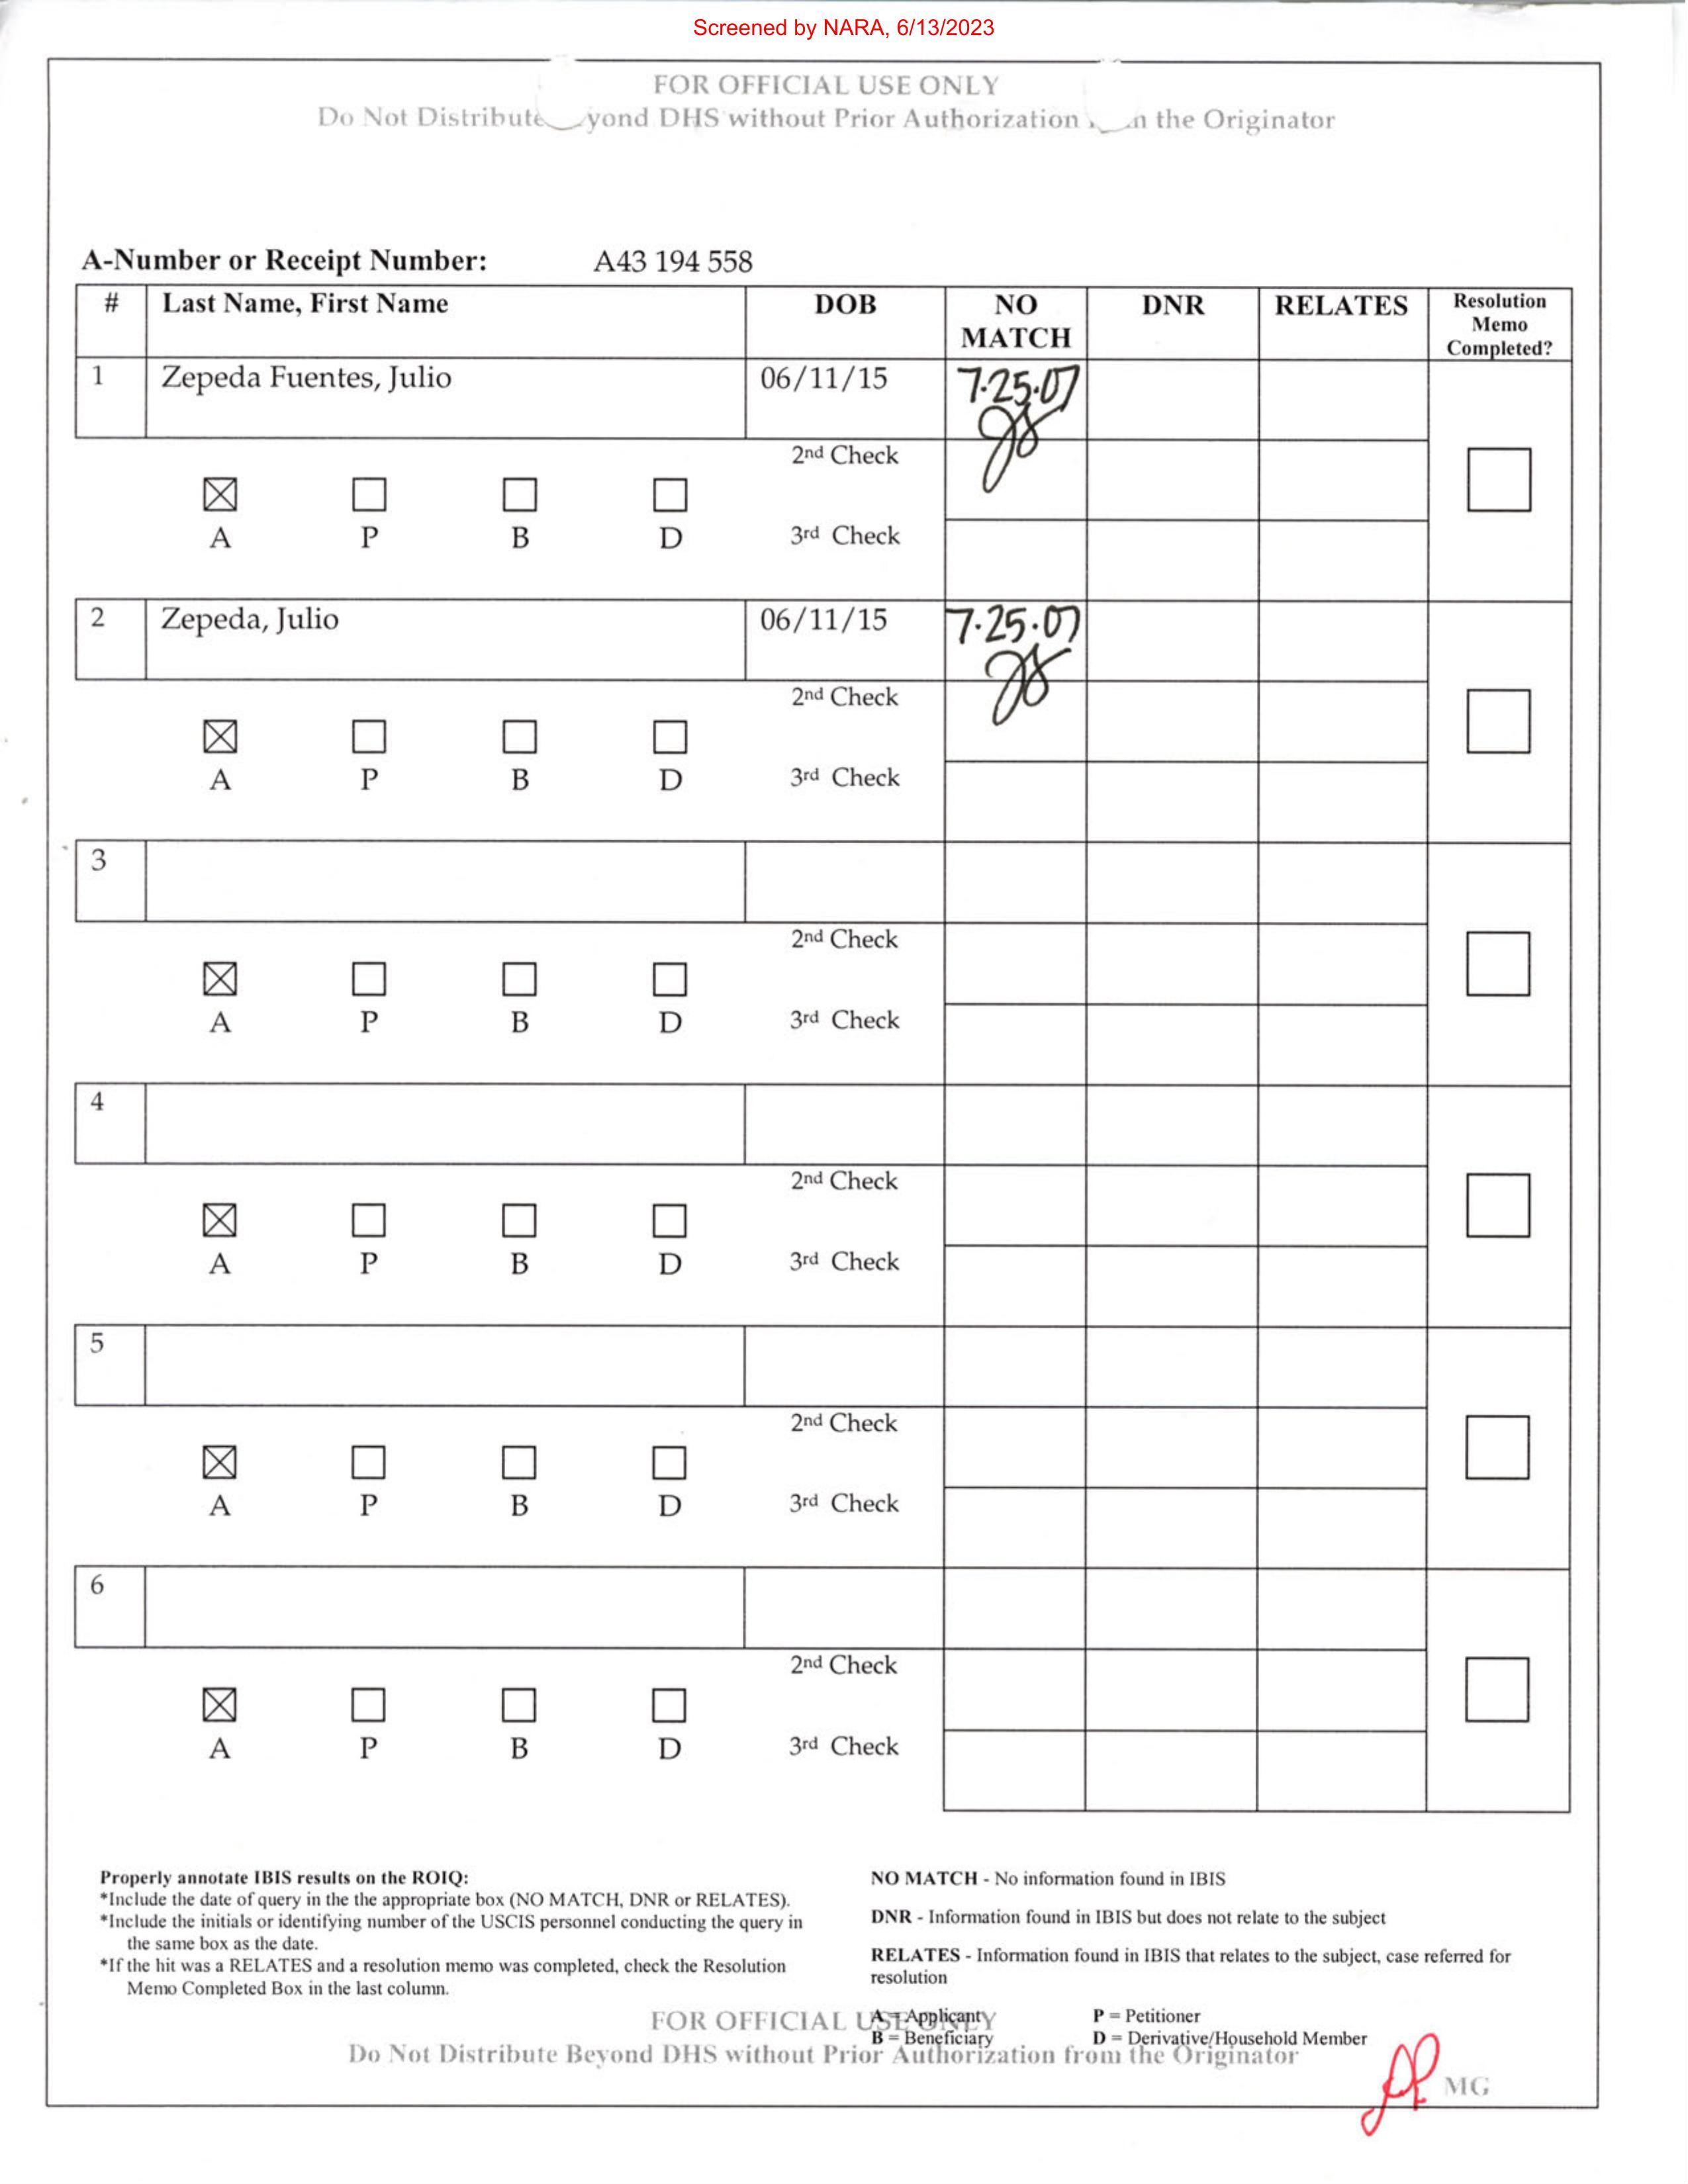 Screened by NARA, 6/13/2023
FOR OFFICIAL USE ONLY
Do Not Distribute yond DHS without Prior Authorization the Originator
A-Number or Receipt Number: A43 194 558
# Last Name, First Name DOB NO MATCH DNR RELATES Resolution Memo Completed?
1 Zepeda Fuentes, Julio 06/11/15 7.25.07
2nd Check
A P B D 3rd Check
2 Zepeda, Julio 06/11/15 7.25.07
2nd Check
A P B D 3rd Check
3
2nd Check
A P B D 3rd Check
4
2nd Check
A P B D 3rd Check
5
2nd Check
A P B D 3rd Check
6
2nd Check
A P B D 3rd Check
Properly annotate IBIS results on the ROIQ:
*Include the date of query in the the appropriate box (NO MATCH, DNR or RELATES).
*Include the initials or identifying number of the USCIS personnel conducting the query in
the same box as the date.
*If the hit was a RELATES and a resolution memo was completed, check the Resolution
Memo Completed Box in the last column.
NO MATCH - No information found in IBIS
DNR - Information found in IBIS but does not relate to the subject
RELATES - Information found in IBIS that relates to the subject, case referred for
resolution
A = Applicant P = Petitioner
B = Beneficiary D = Derivative/Household Member
FOR OFFICIAL USE ONLY
Do Not Distribute Beyond DHS without Prior Authorization from the Originator
MG